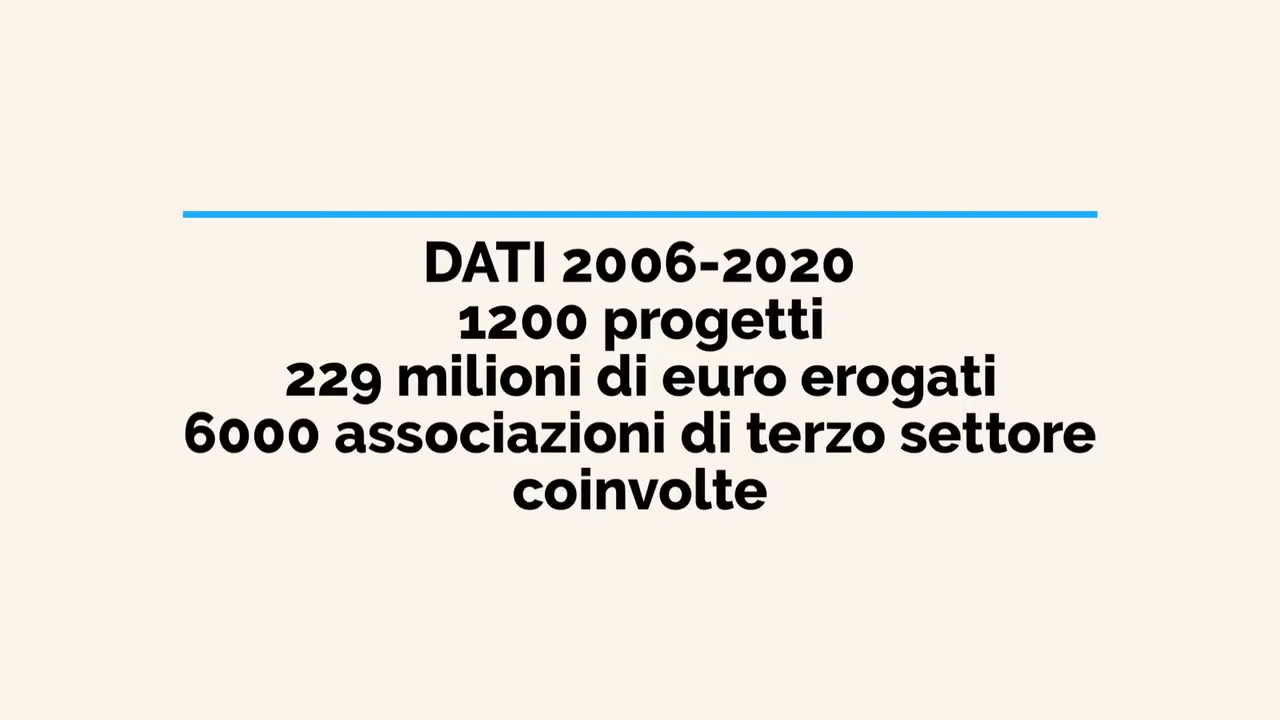 DATI 2006-2020
1200 progetti
229 milioni di euro erogati
6000 associazioni di terzo settore
coinvolte